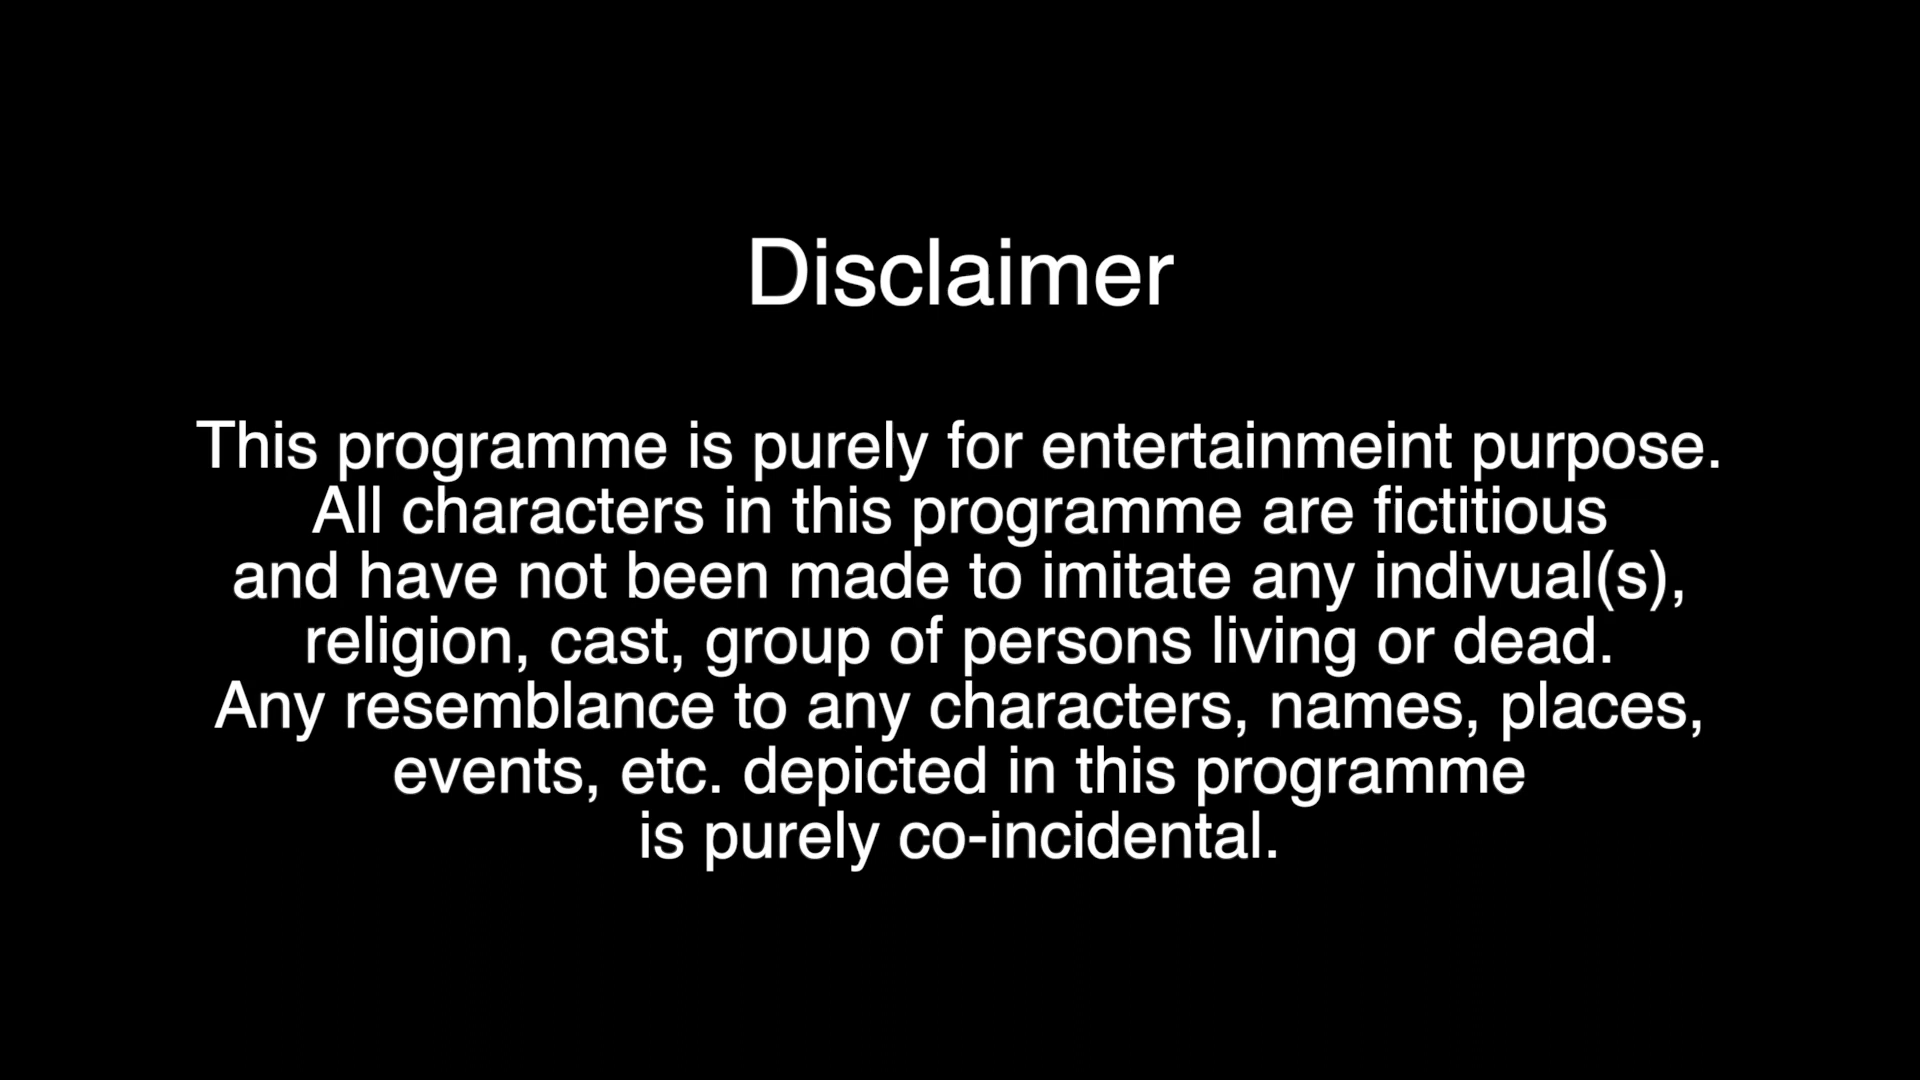 Disclaimer
This programme is purely for entertainmeint purpose.
All characters in this programme are fictitious
and have not been made to imitate any indivual(s),
religion, cast, group of persons living or dead.
Any resemblance to any characters, names, places,
events, etc. depicted in this programme
is purely co-incidental.